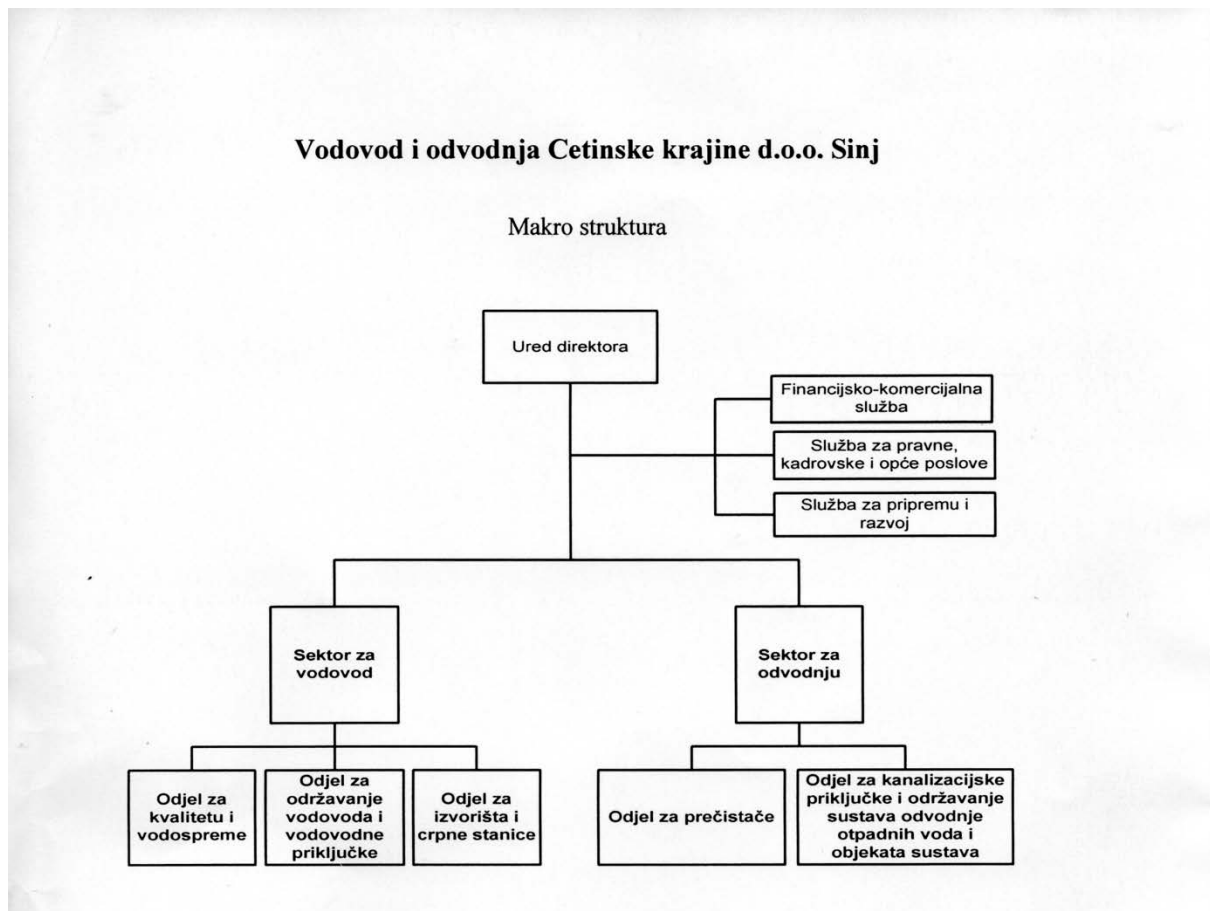 Vodovod i odvodnja Cetinske krajine d.o.o. Sinj
Makro struktura
Ured direktora
Financijsko-komercijalna
služba
Služba za pravne,
kadrovske i opće poslove
Služba za pripremu i
razvoj
Sektor za
vodovod
Sektor za
odvodnju
Odjel za
kvalitetu i
vodospreme
Odjel za
održavanje
vodovoda i
vodovodne
priključke
Odjel za
izvorišta i
crpne stanice
Odjel za prečistače
Odjel za kanalizacijske
priključke i održavanje
sustava odvodnje
otpadnih voda i
objekata sustava